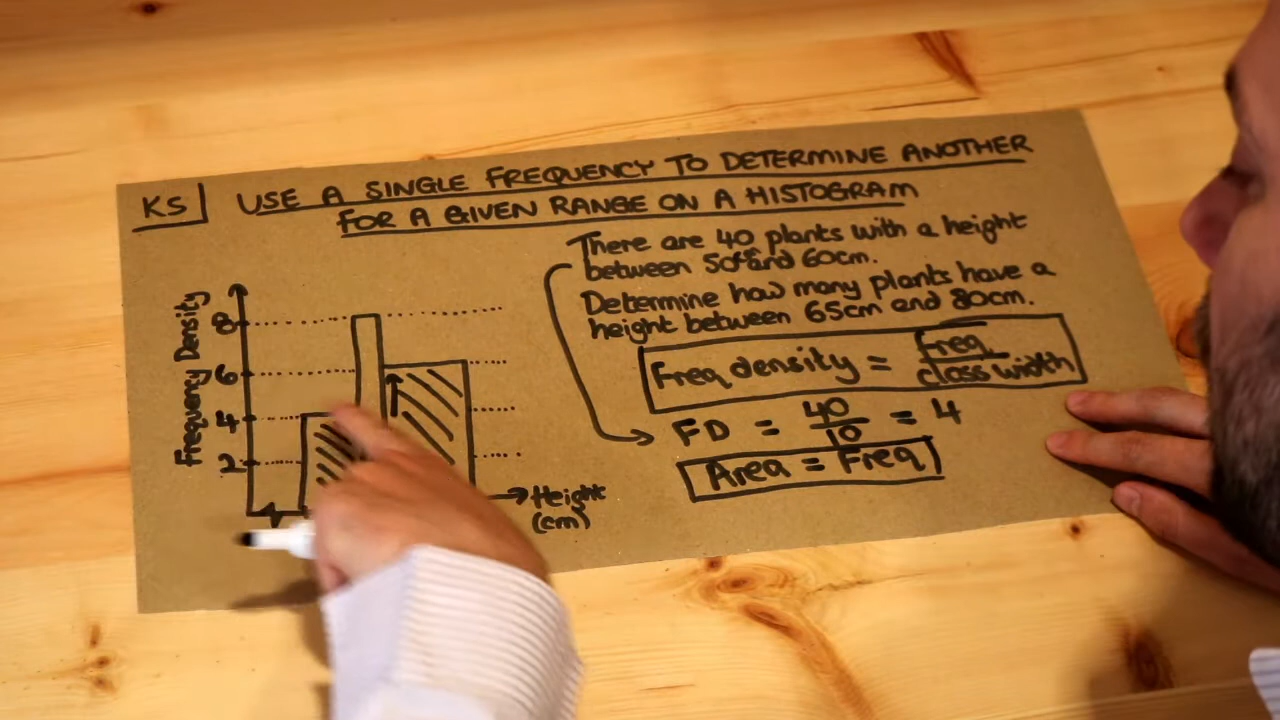 KS
USE A SINGLE FREQUENCY TO DETERMINE ANOTHER
FOR A GIVEN RANGE ON A HISTOGRAM
There are 40 plants with a height
between 50cm and 60cm.
Determine how many plants have a
height between 65cm and 80cm.
Freq density = freq / class width
FD = 40 / 10 = 4
Area = Freq
Frequency Density
8
6
4
2
Height
(cm)